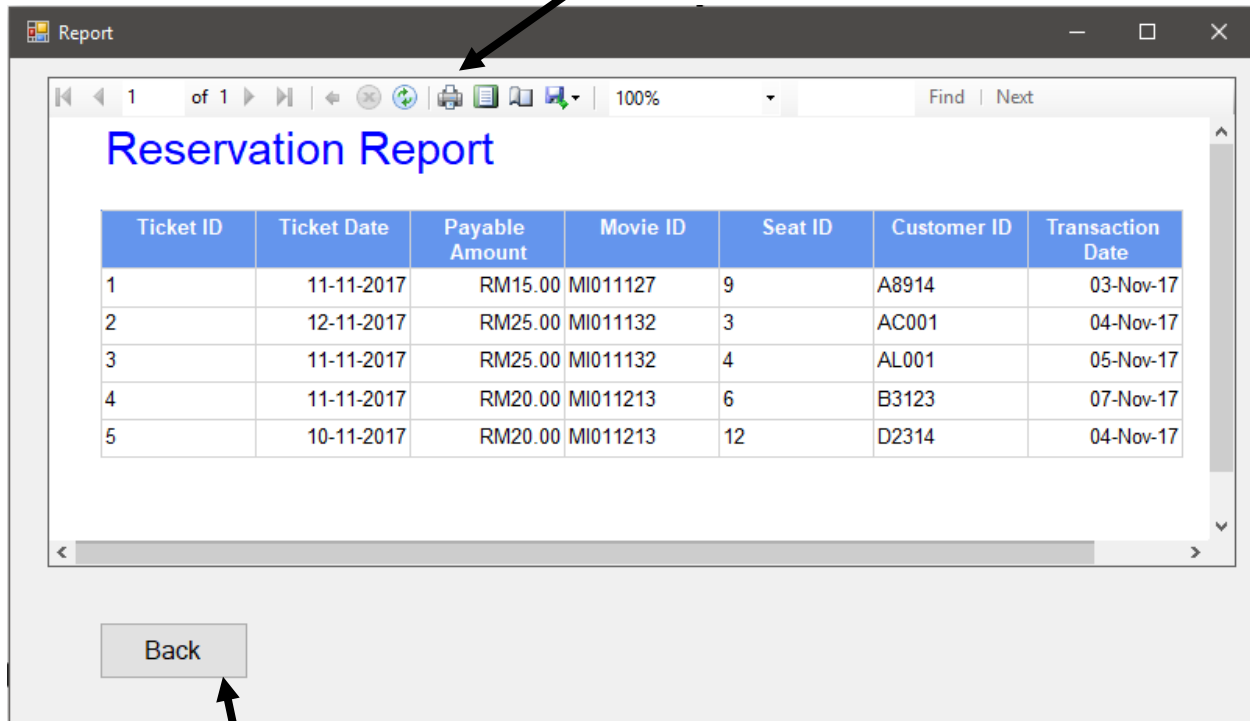 Report
1 of 1 100% Find | Next
Reservation Report
Ticket ID Ticket Date Payable Amount Movie ID Seat ID Customer ID Transaction Date
1 11-11-2017 RM15.00 MI011127 9 A8914 03-Nov-17
2 12-11-2017 RM25.00 MI011132 3 AC001 04-Nov-17
3 11-11-2017 RM25.00 MI011132 4 AL001 05-Nov-17
4 11-11-2017 RM20.00 MI011213 6 B3123 07-Nov-17
5 10-11-2017 RM20.00 MI011213 12 D2314 04-Nov-17
Back